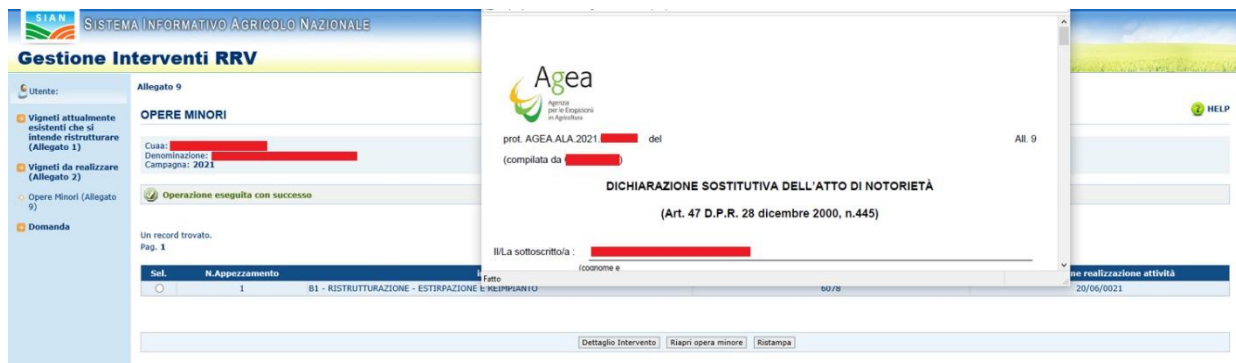 SIAN
SISTEMA INFORMATIVO AGRICOLO NAZIONALE
Gestione Interventi RRV
Utente:
Vigneti attualmente
esistenti che si
intende ristrutturare
(Allegato 1)
Vigneti da realizzare
(Allegato 2)
Opere Minori (Allegato
9)
Domanda
Allegato 9
OPERE MINORI
HELP
Cuaa:
Denominazione:
Campagna: 2021
Operazione eseguita con successo
Un record trovato.
Pag. 1
Sel. N.Appezzamento ne realizzazione attività
1 B1 - RISTRUTTURAZIONE - ESTIRPAZIONE E REIMPIANTO 6078 20/06/0021
Dettaglio Intervento Riapri opera minore Ristampa
Agea
Agenzia
per le Erogazioni
in Agricoltura
prot. AGEA.ALA.2021. del All. 9
(compilata da )
DICHIARAZIONE SOSTITUTIVA DELL'ATTO DI NOTORIETÀ
(Art. 47 D.P.R. 28 dicembre 2000, n.445)
Il/La sottoscritto/a :
(cognome e
Fatto